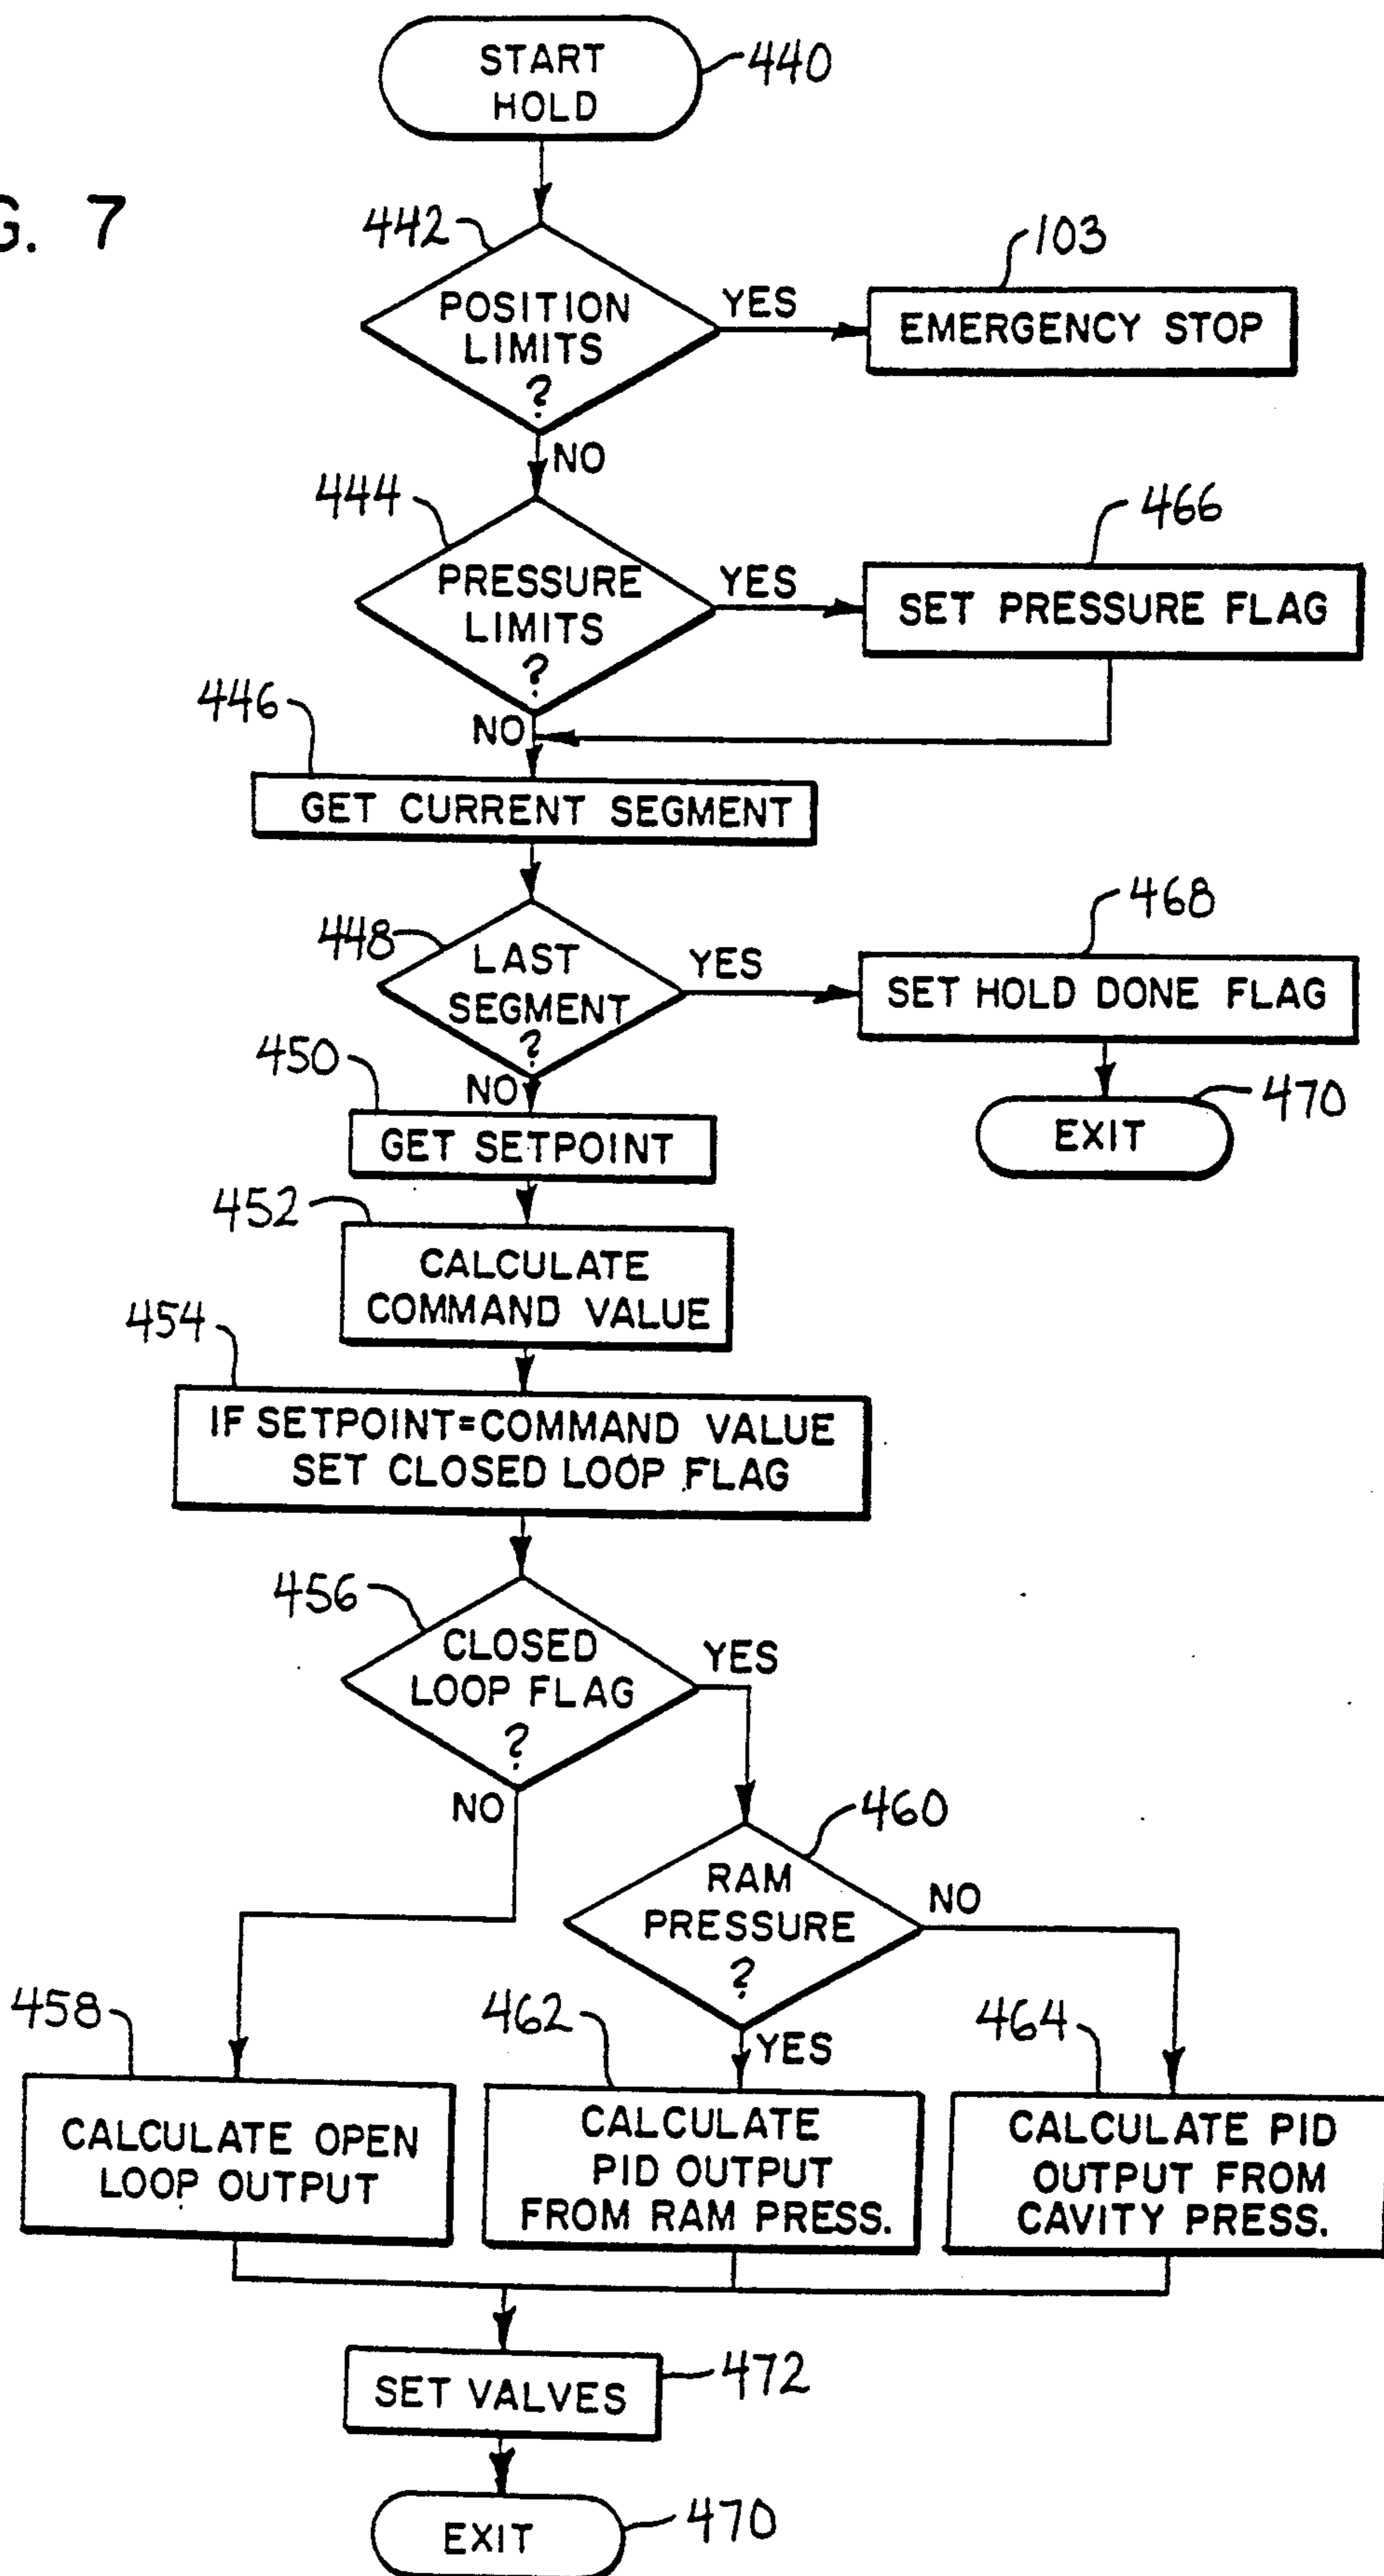 START
HOLD
440
G. 7
442
103
POSITION
LIMITS
?
YES
EMERGENCY STOP
NO
444
466
PRESSURE
LIMITS
?
YES
SET PRESSURE FLAG
446
NO
GET CURRENT SEGMENT
468
448
LAST
SEGMENT
?
YES
SET HOLD DONE FLAG
450
NO
470
EXIT
GET SETPOINT
452
CALCULATE
COMMAND VALUE
454
IF SETPOINT=COMMAND VALUE
SET CLOSED LOOP FLAG
456
CLOSED
LOOP FLAG
?
YES
NO
460
RAM
PRESSURE
?
NO
458
462
YES
464
CALCULATE OPEN
LOOP OUTPUT
CALCULATE
PID OUTPUT
FROM RAM PRESS.
CALCULATE PID
OUTPUT FROM
CAVITY PRESS.
SET VALVES
472
EXIT
470